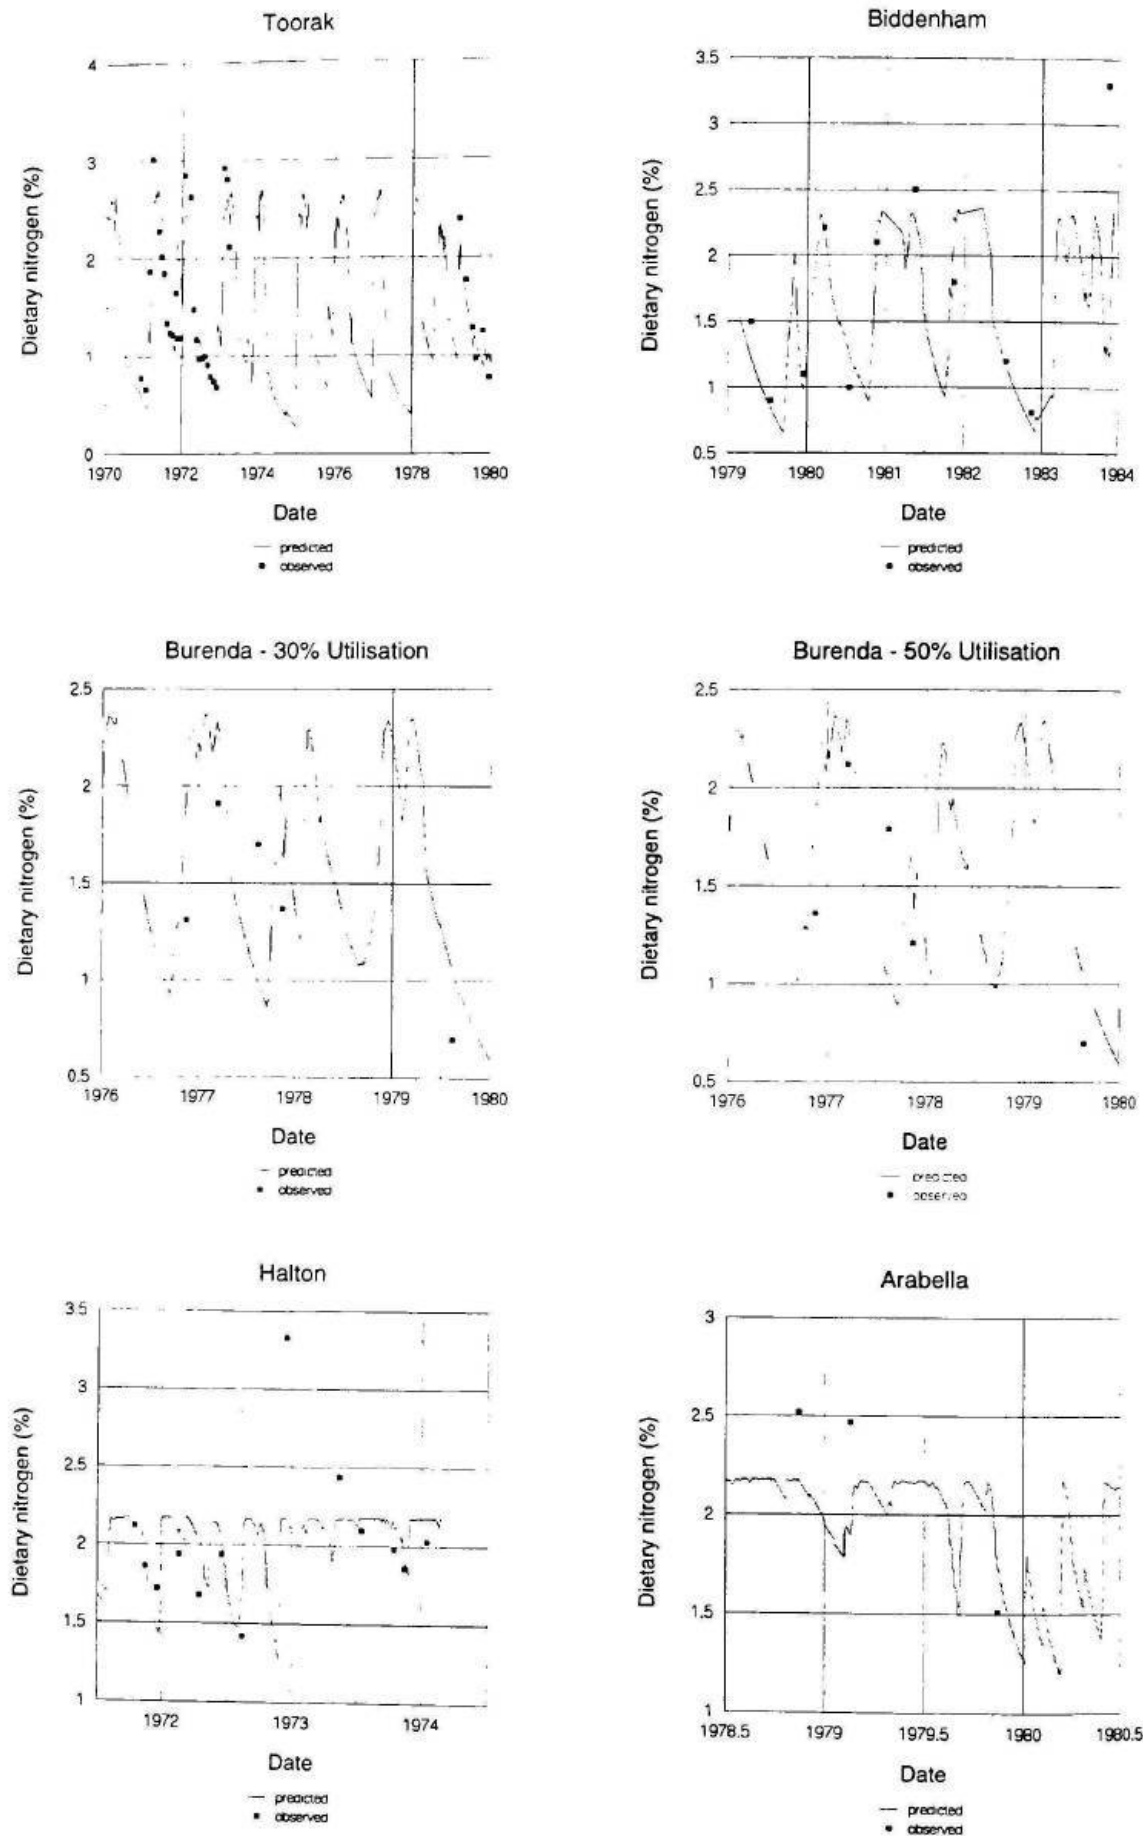 Toorak
Dietary nitrogen (%)
4
3
2
1
0
1970 1972 1974 1976 1978 1980
Date
predicted
observed
Biddenham
Dietary nitrogen (%)
3.5
3
2.5
2
1.5
1
0.5
1979 1980 1981 1982 1983 1984
Date
predicted
observed
Burenda - 30% Utilisation
Dietary nitrogen (%)
2.5
2
1.5
1
0.5
1976 1977 1978 1979 1980
Date
predicted
observed
Burenda - 50% Utilisation
Dietary nitrogen (%)
2.5
2
1.5
1
0.5
1976 1977 1978 1979 1980
Date
predicted
observed
Halton
Dietary nitrogen (%)
3.5
3
2.5
2
1.5
1
1972 1973 1974
Date
predicted
observed
Arabella
Dietary nitrogen (%)
3
2.5
2
1.5
1
1978.5 1979 1979.5 1980 1980.5
Date
predicted
observed